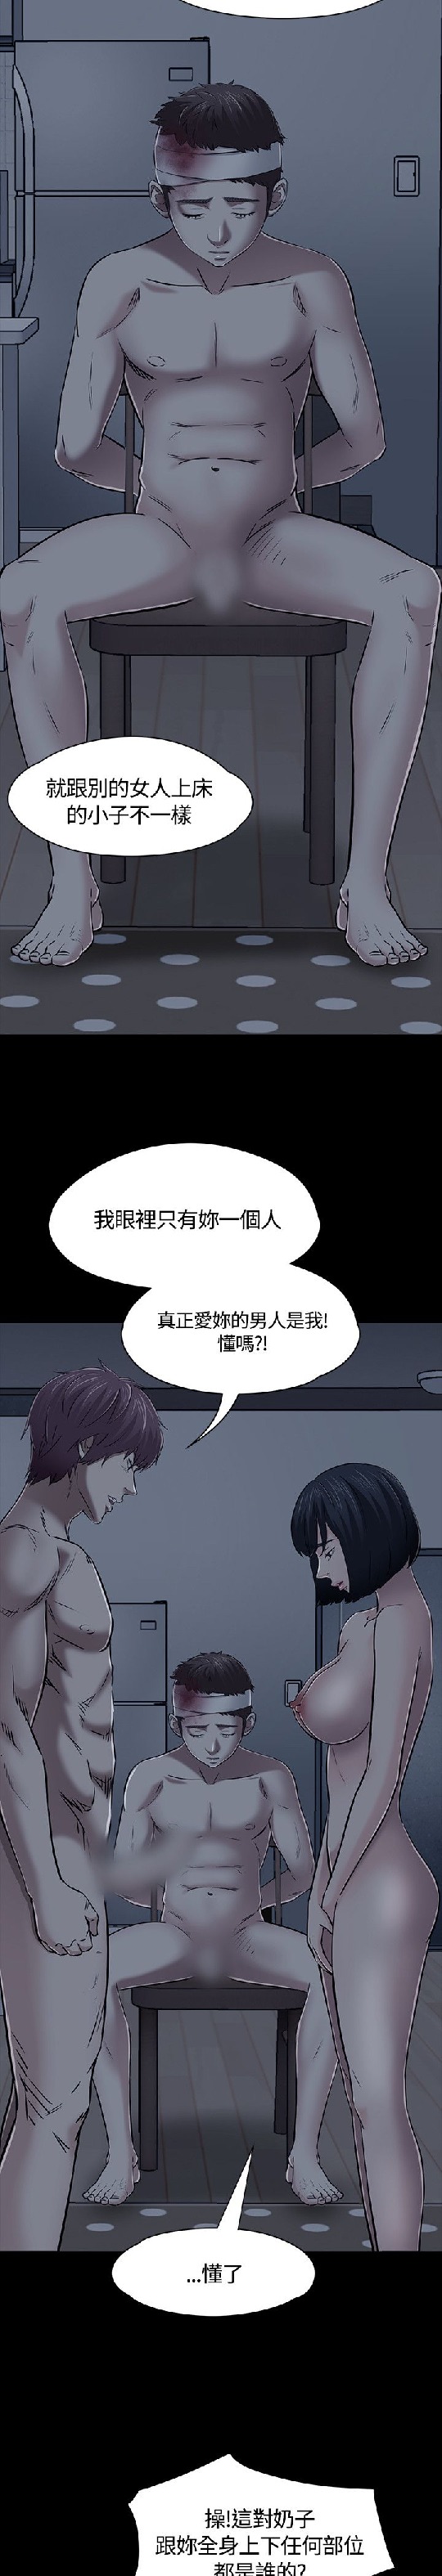 就跟別的女人上床
的小子不一樣
我眼裡只有妳一個人
真正愛妳的男人是我!
懂嗎?!
...懂了
操!這對奶子
跟妳全身上下任何部位
都是誰的?